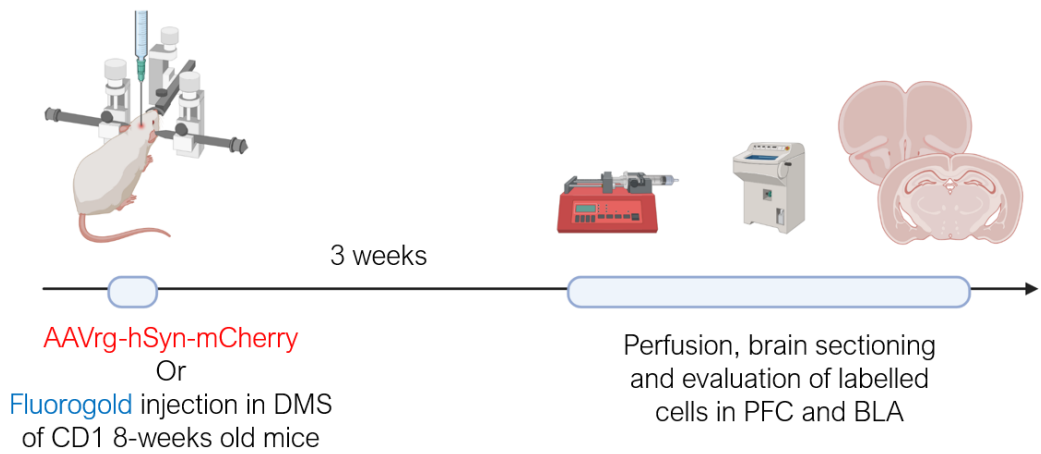 3 weeks
AAVrg-hSyn-mCherry
Or
Fluorogold injection in DMS
of CD1 8-weeks old mice
Perfusion, brain sectioning
and evaluation of labelled
cells in PFC and BLA